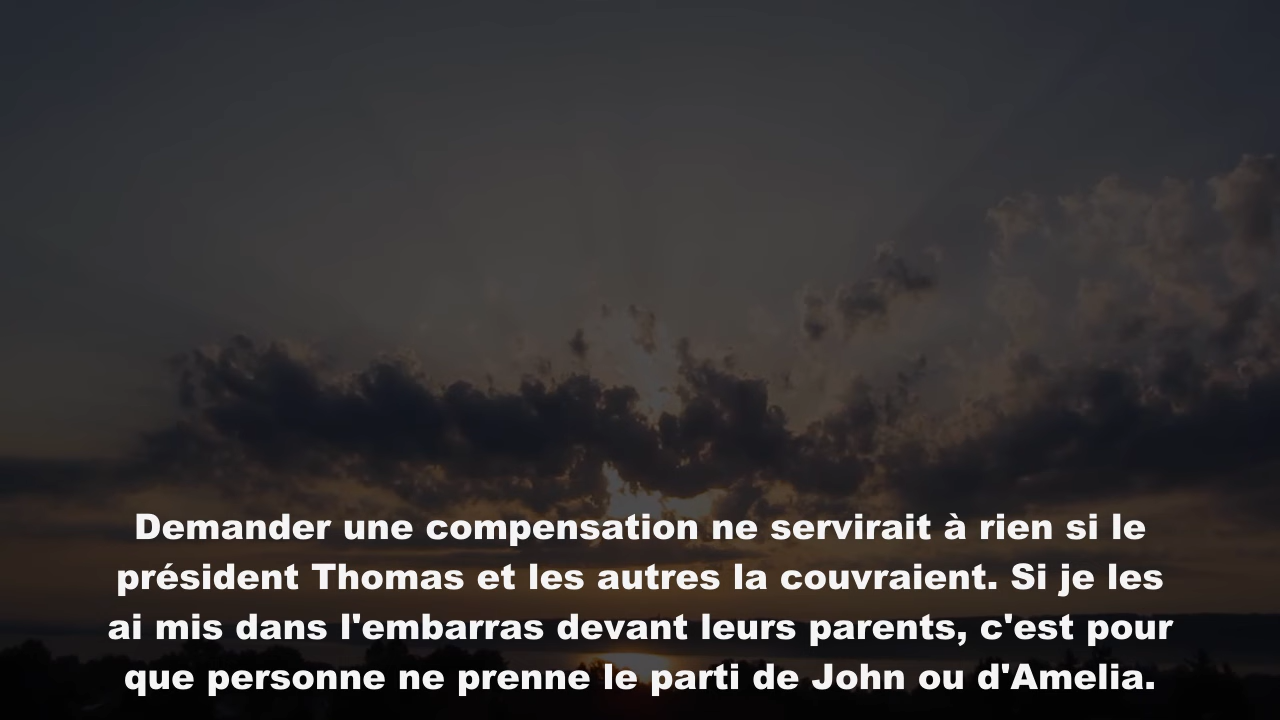 Demander une compensation ne servirait à rien si le
président Thomas et les autres la couvraient. Si je les
ai mis dans l'embarras devant leurs parents, c'est pour
que personne ne prenne le parti de John ou d'Amelia.